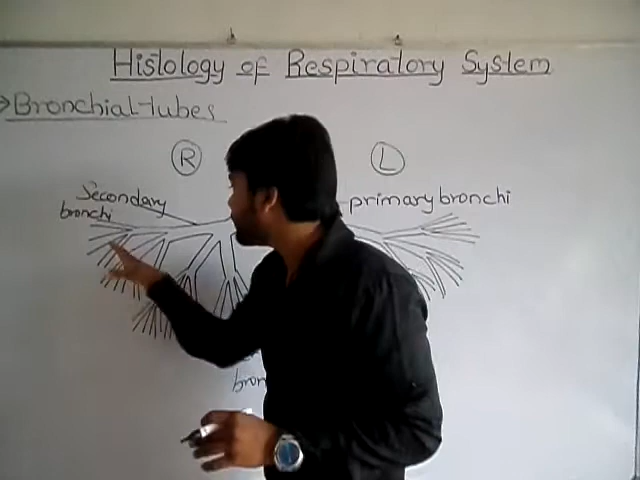 Histology of Respiratory System
Bronchial tubes
R
L
Secondary
bronchi
primary bronchi